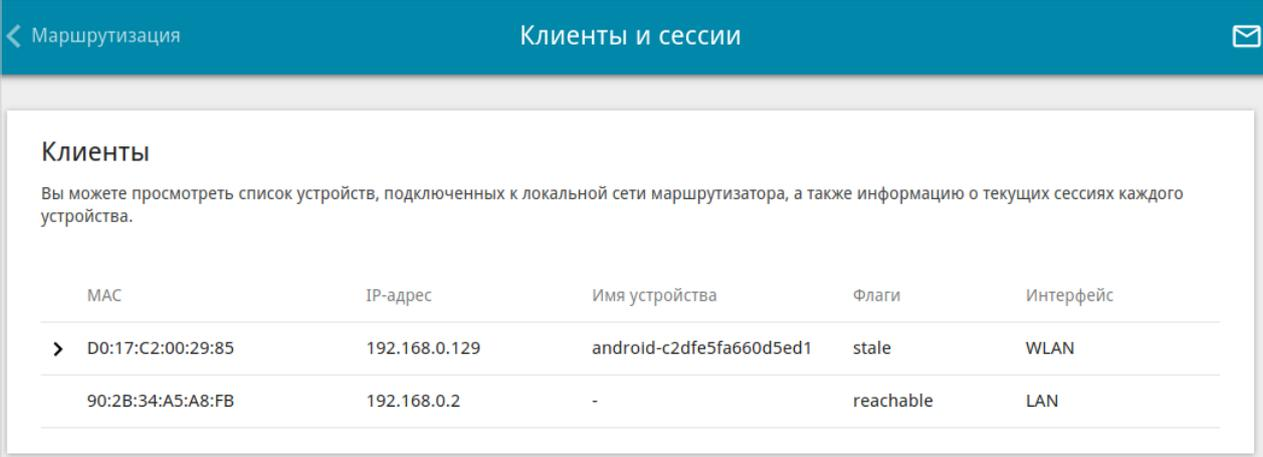 Маршрутизация Клиенты и сессии
Клиенты
Вы можете просмотреть список устройств, подключенных к локальной сети маршрутизатора, а также информацию о текущих сессиях каждого
устройства.
MAC IP-адрес Имя устройства Флаги Интерфейс
D0:17:C2:00:29:85 192.168.0.129 android-c2dfe5fa660d5ed1 stale WLAN
90:2B:34:A5:A8:FB 192.168.0.2 - reachable LAN